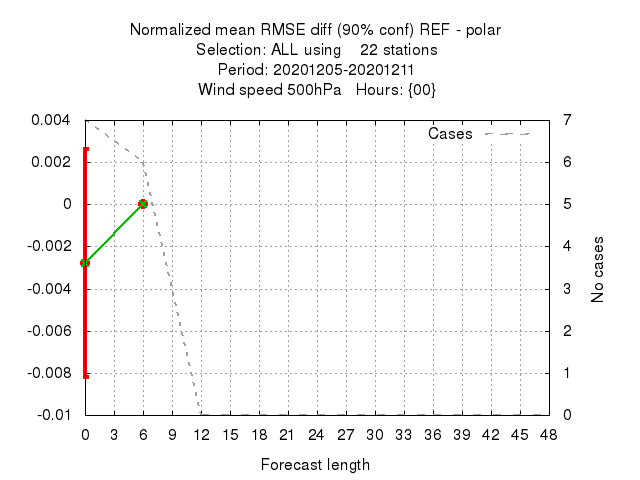 Normalized mean RMSE diff (90% conf) REF - polar
Selection: ALL using    22 stations
Period: 20201205-20201211
Wind speed 500hPa   Hours: {00}
Cases
0.004
0.002
0
-0.002
-0.004
-0.006
-0.008
-0.01
7
6
5
4
3
2
1
0
No cases
0 3 6 9 12 15 18 21 24 27 30 33 36 39 42 45 48
Forecast length